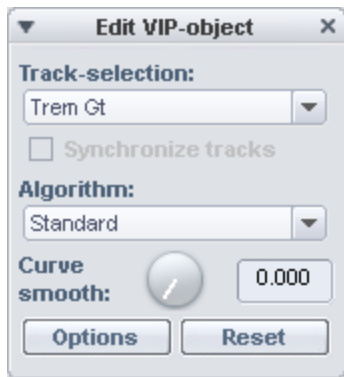 Edit VIP-object
Track-selection:
Trem Gt
Synchronize tracks
Algorithm:
Standard
Curve
smooth:
0.000
Options Reset